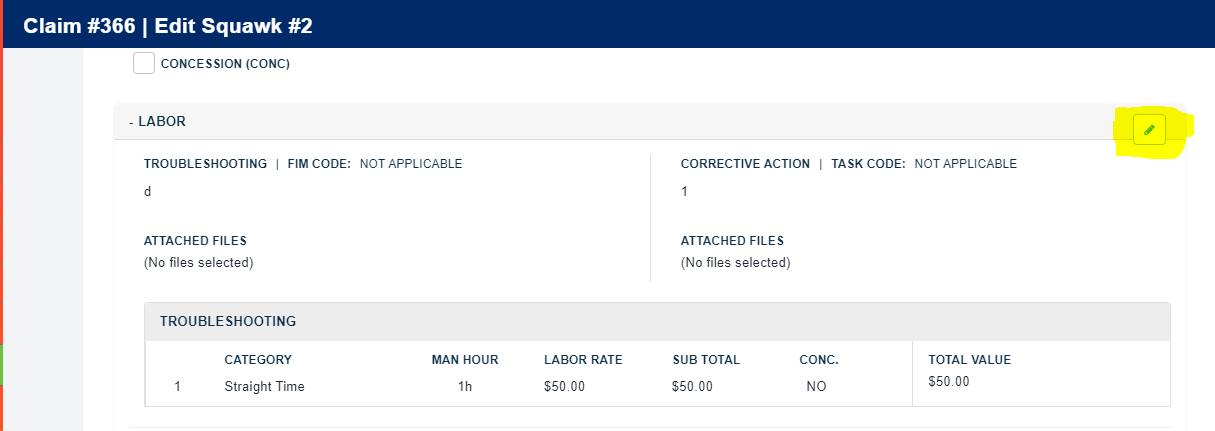 Claim #366 | Edit Squawk #2
CONCESSION (CONC)
- LABOR
TROUBLESHOOTING | FIM CODE: NOT APPLICABLE
d
ATTACHED FILES
(No files selected)
CORRECTIVE ACTION | TASK CODE: NOT APPLICABLE
1
ATTACHED FILES
(No files selected)
TROUBLESHOOTING
CATEGORY MAN HOUR LABOR RATE SUB TOTAL CONC. TOTAL VALUE
1 Straight Time 1h $50.00 $50.00 NO $50.00